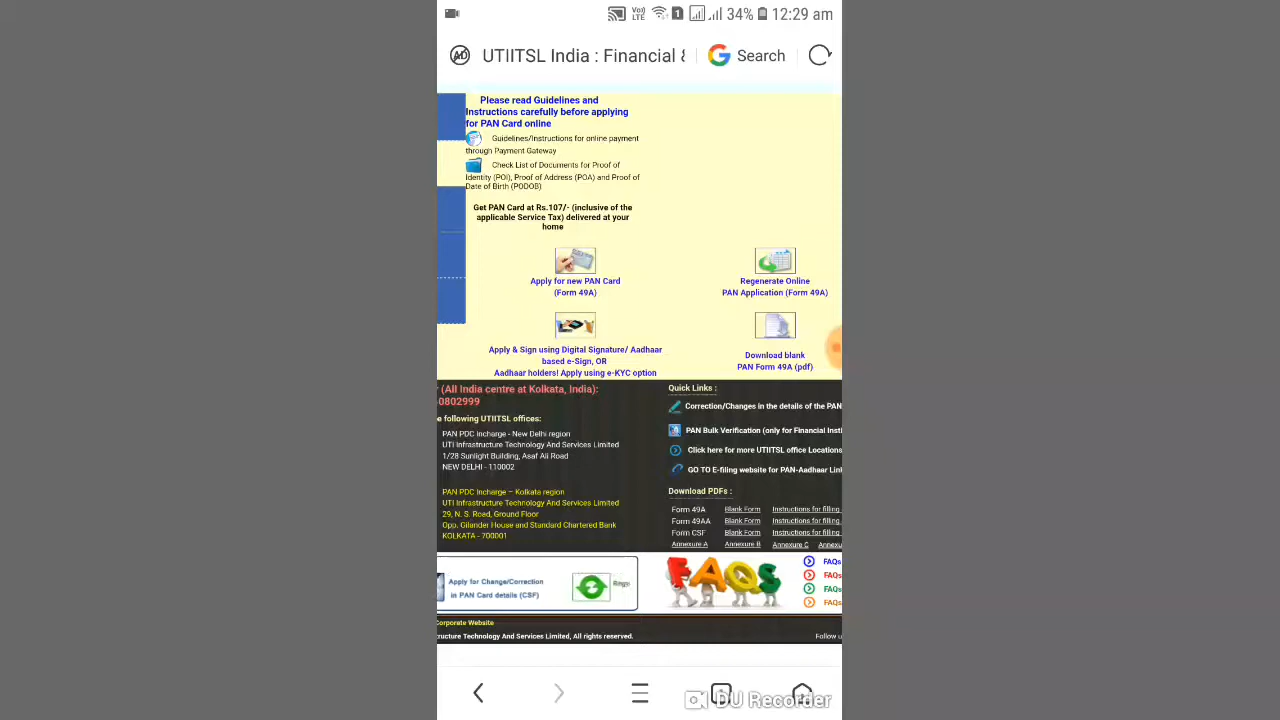 Vo)) LTE 1 34% 12:29 am
AD UTIITSL India : Financial & Search
Please read Guidelines and
Instructions carefully before applying
for PAN Card online
Guidelines/Instructions for online payment
through Payment Gateway
Check List of Documents for Proof of
Identity (POI), Proof of Address (POA) and Proof of
Date of Birth (PODOB)
Get PAN Card at Rs.107/- (inclusive of the
applicable Service Tax) delivered at your
home
Apply for new PAN Card
(Form 49A)
Regenerate Online
PAN Application (Form 49A)
Apply & Sign using Digital Signature/ Aadhaar
based e-Sign, OR
Aadhaar holders! Apply using e-KYC option
Download blank
PAN Form 49A (pdf)
(All India centre at Kolkata, India):
0802999
e following UTIITSL offices:
PAN PDC Incharge - New Delhi region
UTI Infrastructure Technology And Services Limited
1/28 Sunlight Building, Asaf Ali Road
NEW DELHI - 110002
PAN PDC Incharge – Kolkata region
UTI Infrastructure Technology And Services Limited
29, N. S. Road, Ground Floor
Opp. Gilander House and Standard Chartered Bank
KOLKATA - 700001
Quick Links :
Correction/Changes in the details of the PAN
PAN Bulk Verification (only for Financial Insti
Click here for more UTIITSL office Locations
GO TO E-filing website for PAN-Aadhar Link
Download PDFs :
Form 49A Blank Form Instructions for filling
Form 49AA Blank Form Instructions for filling
Form CSF Blank Form Instructions for filling
Annexure A Annexure B Annexure C Annexu
Apply for Change/Correction
in PAN Card details (CSF)
FAQS
FAQs
FAQs
FAQs
FAQs
Corporate Website
ructure Technology And Services Limited, All rights reserved.
Follow u
DU Recorder